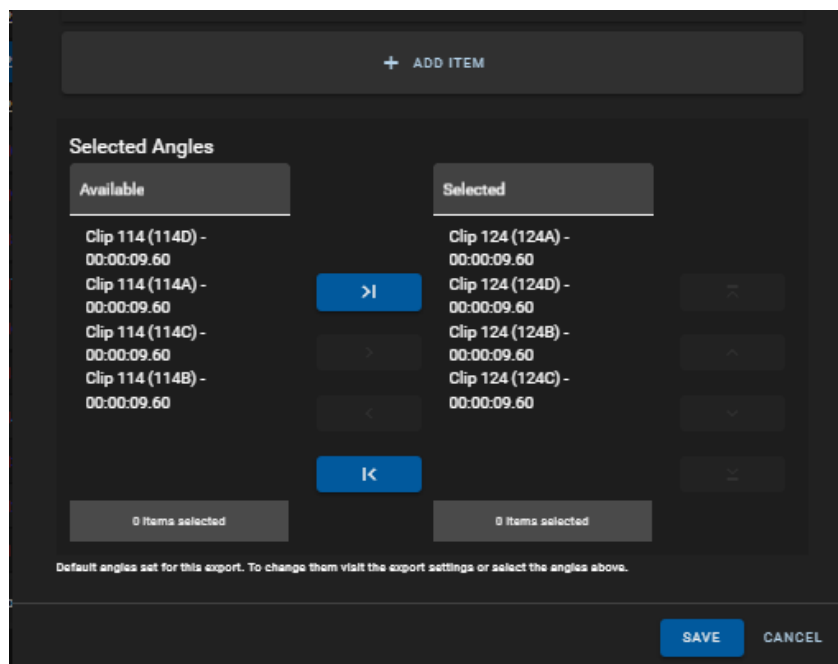 + ADD ITEM
Selected Angles
Available
Clip 114 (114D) -
00:00:09.60
Clip 114 (114A) -
00:00:09.60
Clip 114 (114C) -
00:00:09.60
Clip 114 (114B) -
00:00:09.60
0 Items selected
Selected
Clip 124 (124A) -
00:00:09.60
Clip 124 (124D) -
00:00:09.60
Clip 124 (124B) -
00:00:09.60
Clip 124 (124C) -
00:00:09.60
0 Items selected
Default angles set for this export. To change them visit the export settings or select the angles above.
SAVE
CANCEL